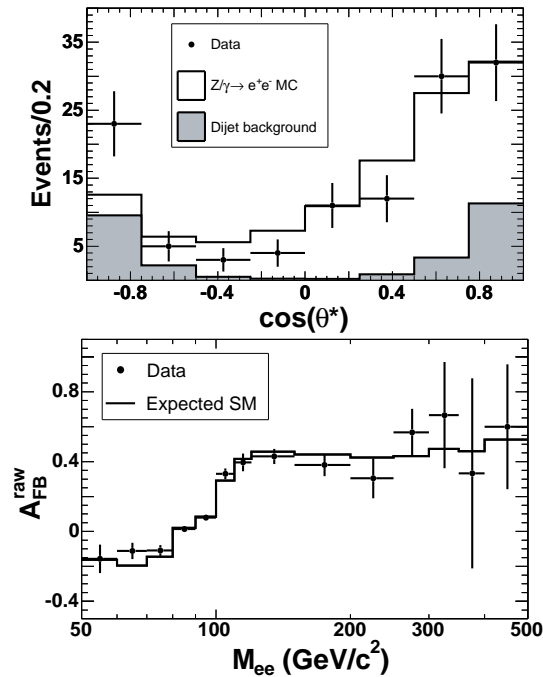 35
25
15
5
Events/0.2
Data
Z/γ→ e⁺e⁻ MC
Dijet background
-0.8 -0.4 0 0.4 0.8
cos(θ*)
0.8
0.4
0
-0.4
A_FB^raw
Data
Expected SM
50 100 200 300 500
M_ee (GeV/c²)